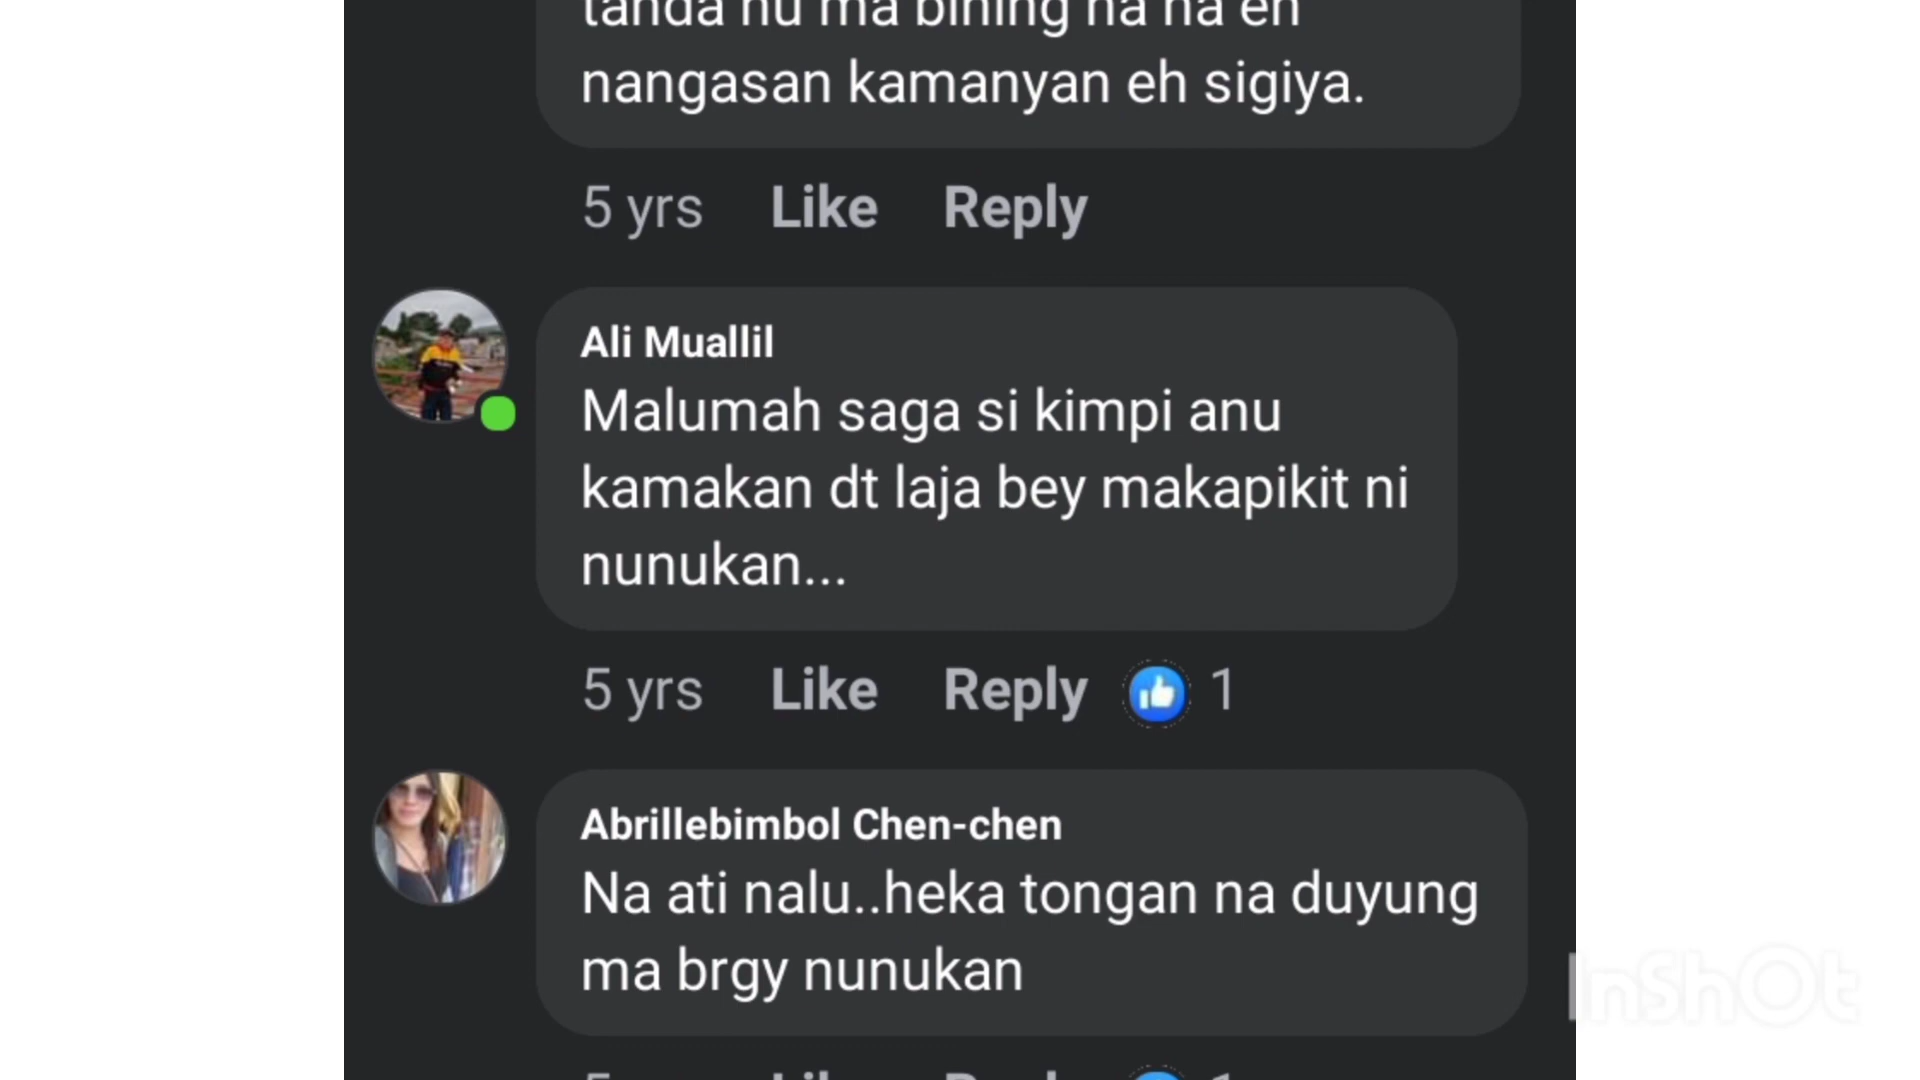 tanda nu ma bihing na na eh
nangasan kamanyan eh sigiya.
5 yrs Like Reply
Ali Muallil
Malumah saga si kimpi anu
kamakan dt laja bey makapikit ni
nunukan...
5 yrs Like Reply 1
Abrillebimbol Chen-chen
Na ati nalu..heka tongan na duyung
ma brgy nunukan
InShOt